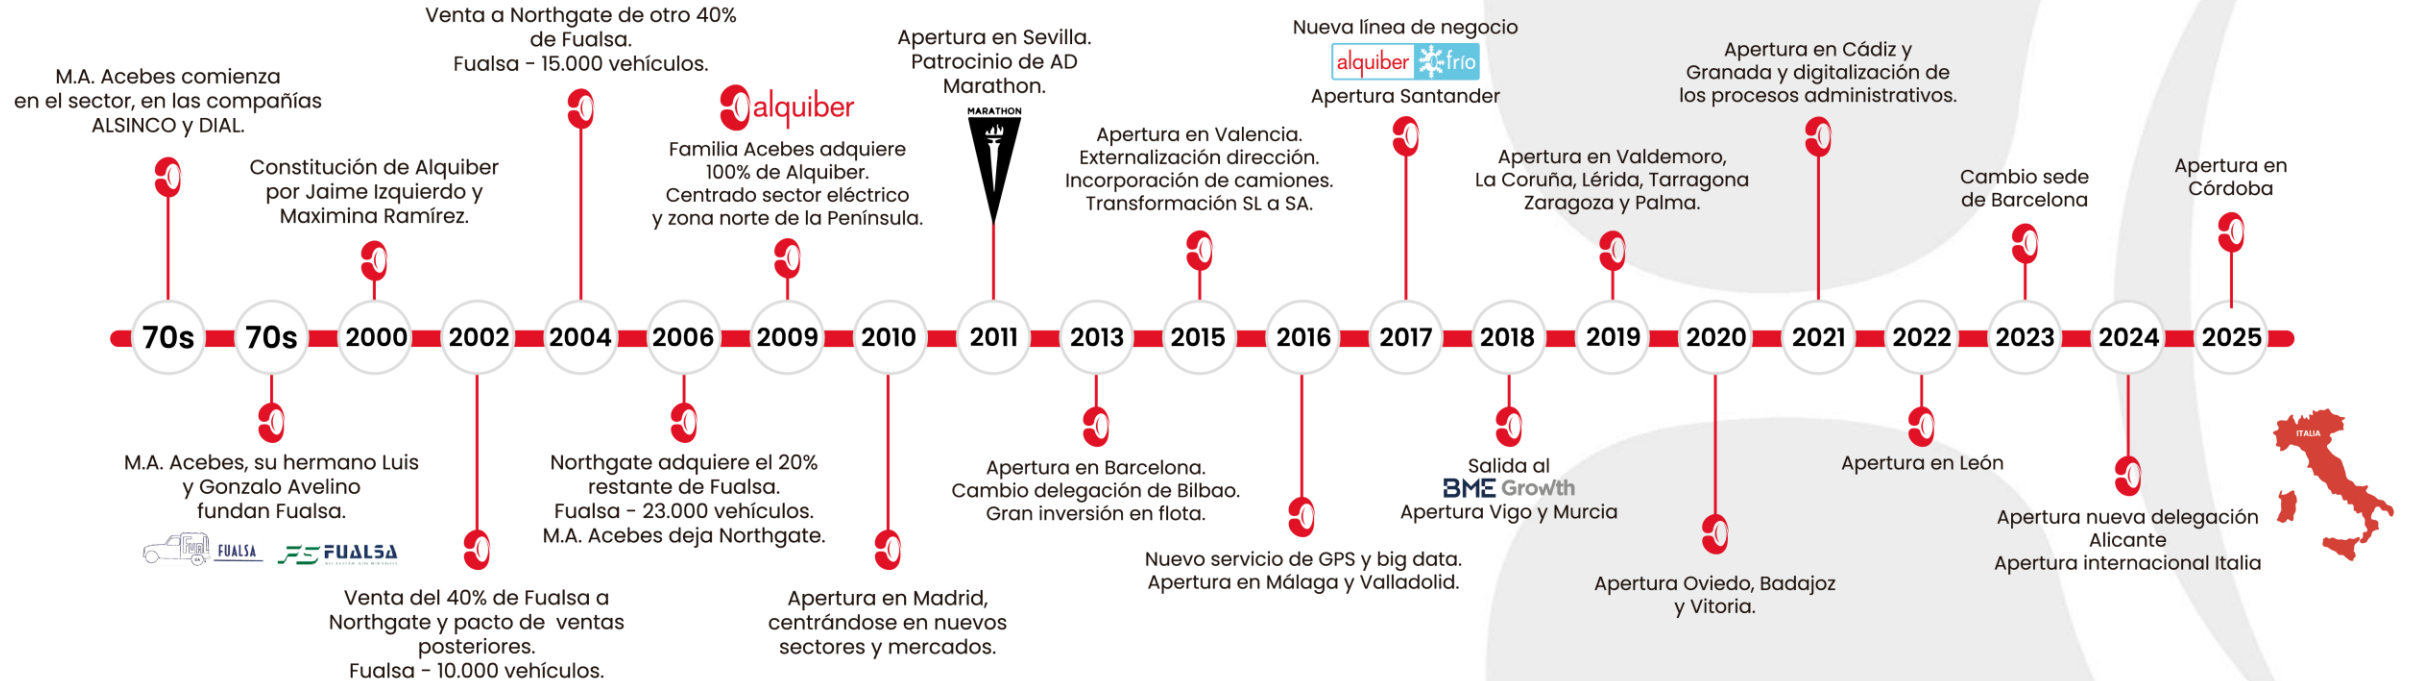 M.A. Acebes comienza
en el sector, en las compañías
ALSINCO y DIAL.
70s
70s
M.A. Acebes, su hermano Luis
y Gonzalo Avelino
fundan Fualsa.
FUALSA
FUALSA
Constitución de Alquiber
por Jaime Izquierdo y
Maximina Ramírez.
2000
2002
Venta del 40% de Fualsa a
Northgate y pacto de ventas
posteriores.
Fualsa - 10.000 vehículos.
Venta a Northgate de otro 40%
de Fualsa.
Fualsa - 15.000 vehículos.
2004
2006
Northgate adquiere el 20%
restante de Fualsa.
Fualsa - 23.000 vehículos.
M.A. Acebes deja Northgate.
alquiber
Familia Acebes adquiere
100% de Alquiber.
Centrado sector eléctrico
y zona norte de la Península.
2009
2010
Apertura en Madrid,
centrándose en nuevos
sectores y mercados.
Apertura en Sevilla.
Patrocinio de AD
Marathon.
MARATHON
2011
2013
Apertura en Barcelona.
Cambio delegación de Bilbao.
Gran inversión en flota.
Apertura en Valencia.
Externalización dirección.
Incorporación de camiones.
Transformación SL a SA.
2015
2016
Nuevo servicio de GPS y big data.
Apertura en Málaga y Valladolid.
Nueva línea de negocio
alquiber frío
Apertura Santander
2017
2018
Salida al
BME Growth
Apertura Vigo y Murcia
Apertura en Valdemoro,
La Coruña, Lérida, Tarragona
Zaragoza y Palma.
2019
2020
Apertura Oviedo, Badajoz
y Vitoria.
Apertura en Cádiz y
Granada y digitalización de
los procesos administrativos.
2021
2022
Apertura en León
Cambio sede
de Barcelona
2023
2024
Apertura nueva delegación
Alicante
Apertura internacional Italia
Apertura en
Córdoba
2025
ITALIA